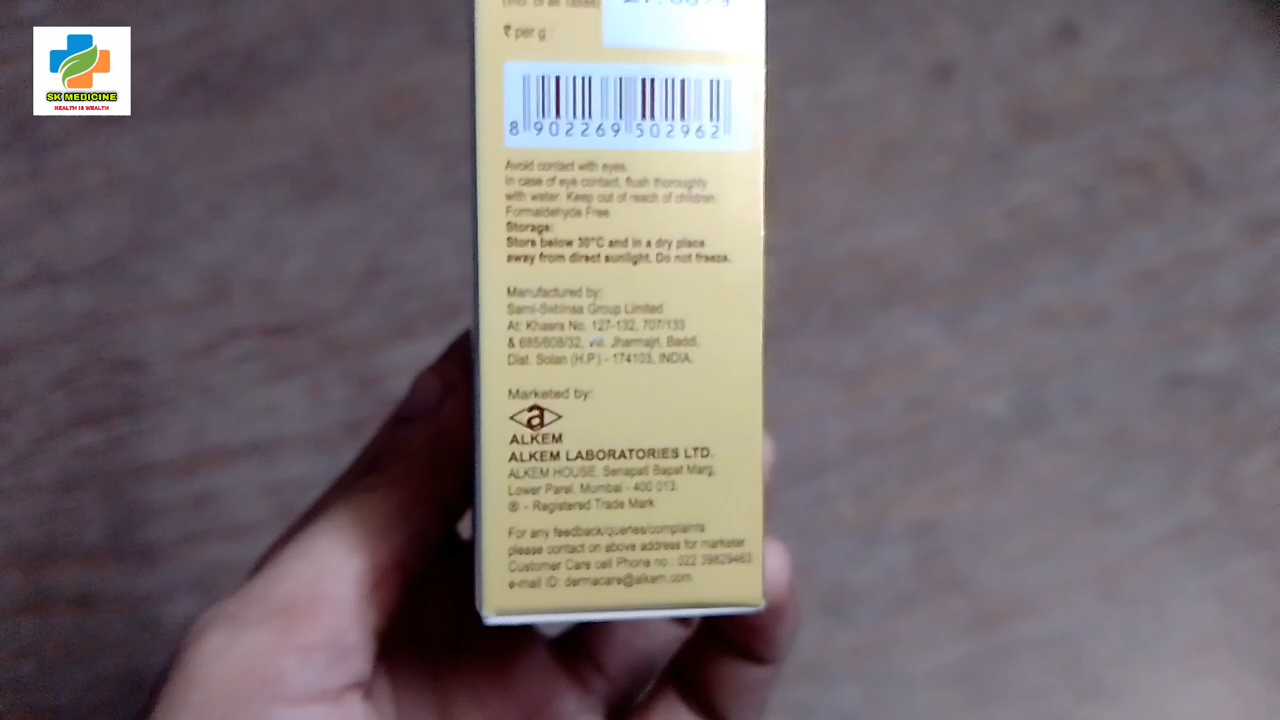 SK MEDICINE
HEALTH IS WEALTH
(Incl. of all Taxes)
₹ per g :
8 902269 502962
Avoid contact with eyes.
In case of eye contact, flush thoroughly
with water. Keep out of reach of children.
Formaldehyde Free
Storage:
Store below 30°C and in a dry place
away from direct sunlight. Do not freeze.
Manufactured by:
Sami-Sabinsa Group Limited
At: Khasra No. 127-132, 707/133
& 685/608/32, Vill. Jharmajri, Baddi,
Dist. Solan (H.P.) - 174103, INDIA.
Marketed by:
a
ALKEM
ALKEM LABORATORIES LTD.
ALKEM HOUSE, Senapati Bapat Marg,
Lower Parel, Mumbai - 400 013.
® - Registered Trade Mark
For any feedback/queries/complaints
please contact on above address for marketer
Customer Care cell Phone no.: 022 39829463
e-mail ID: dermacare@alkem.com